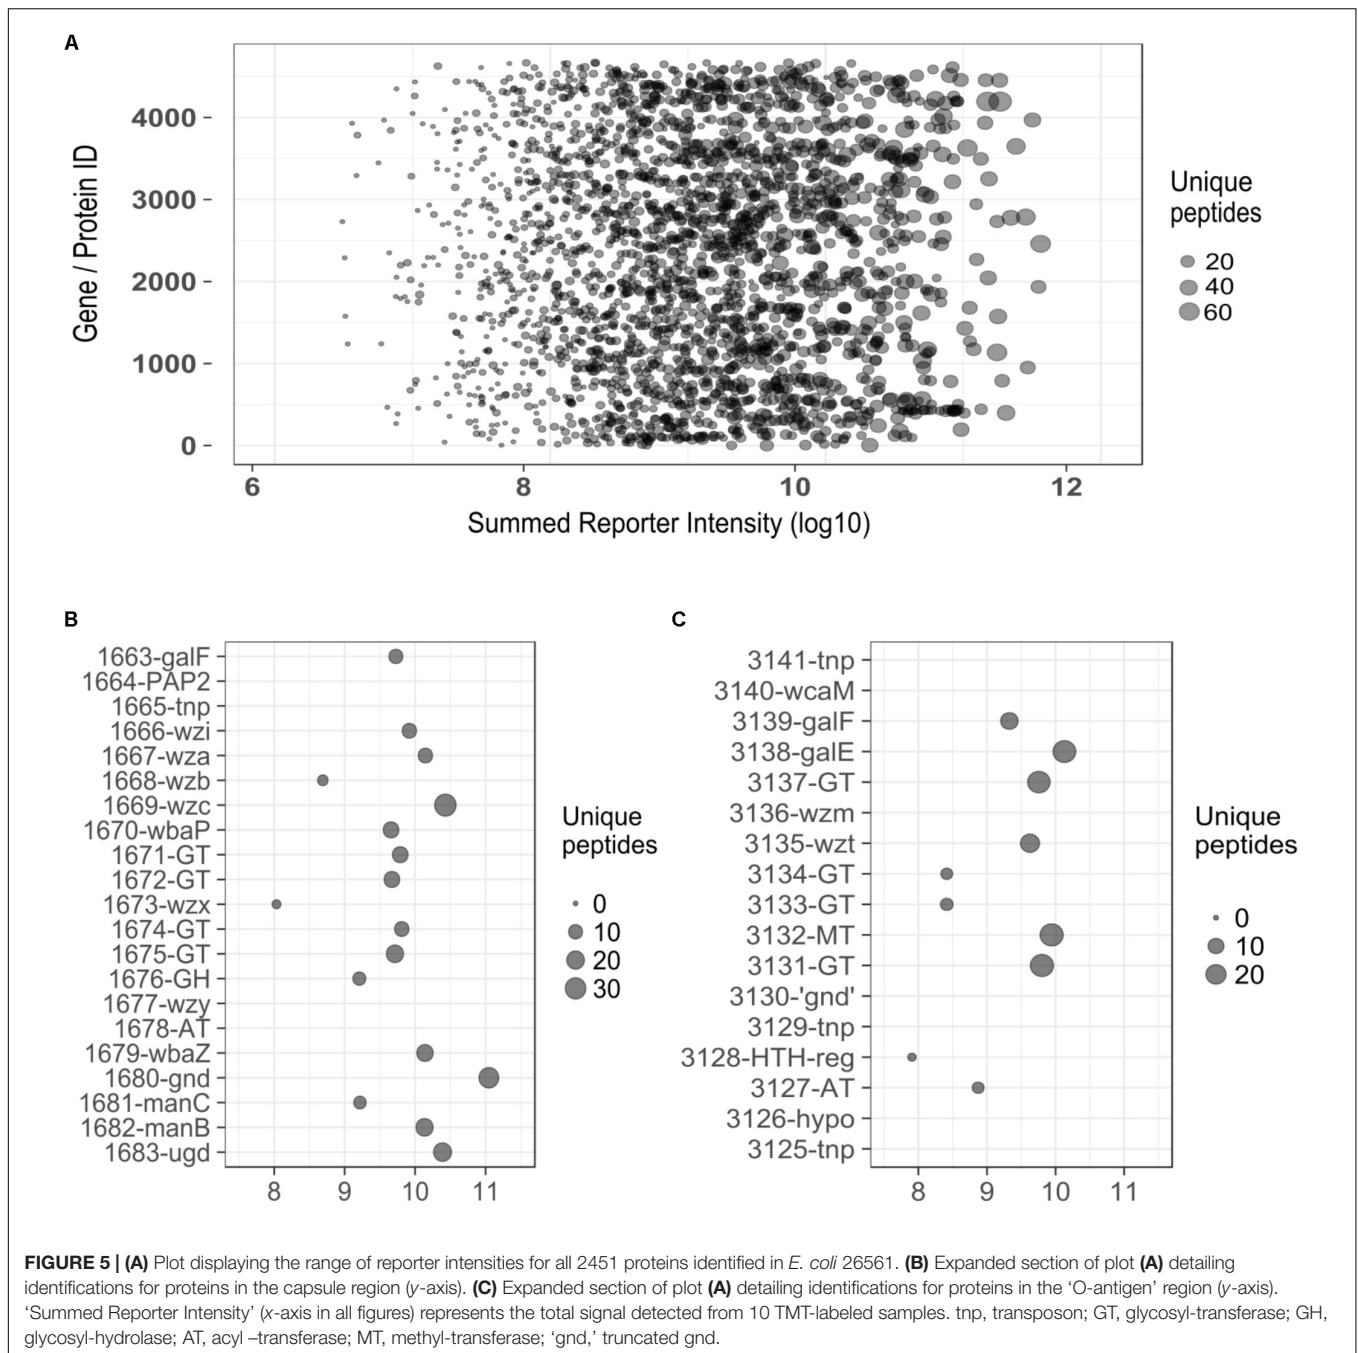 A
4000
3000
2000
1000
0
Gene / Protein ID
6 8 10 12
Summed Reporter Intensity (log10)
Unique
peptides
20
40
60
B
1663-galF
1664-PAP2
1665-tnp
1666-wzi
1667-wza
1668-wzb
1669-wzc
1670-wbaP
1671-GT
1672-GT
1673-wzx
1674-GT
1675-GT
1676-GH
1677-wzy
1678-AT
1679-wbaZ
1680-gnd
1681-manC
1682-manB
1683-ugd
8 9 10 11
Unique
peptides
0
10
20
30
C
3141-tnp
3140-wcaM
3139-galF
3138-galE
3137-GT
3136-wzm
3135-wzt
3134-GT
3133-GT
3132-MT
3131-GT
3130-'gnd'
3129-tnp
3128-HTH-reg
3127-AT
3126-hypo
3125-tnp
8 9 10 11
Unique
peptides
0
10
20
FIGURE 5 | (A) Plot displaying the range of reporter intensities for all 2451 proteins identified in E. coli 26561. (B) Expanded section of plot (A) detailing
identifications for proteins in the capsule region (y-axis). (C) Expanded section of plot (A) detailing identifications for proteins in the ‘O-antigen’ region (y-axis).
‘Summed Reporter Intensity’ (x-axis in all figures) represents the total signal detected from 10 TMT-labeled samples. tnp, transposon; GT, glycosyl-transferase; GH,
glycosyl-hydrolase; AT, acyl –transferase; MT, methyl-transferase; ‘gnd,’ truncated gnd.